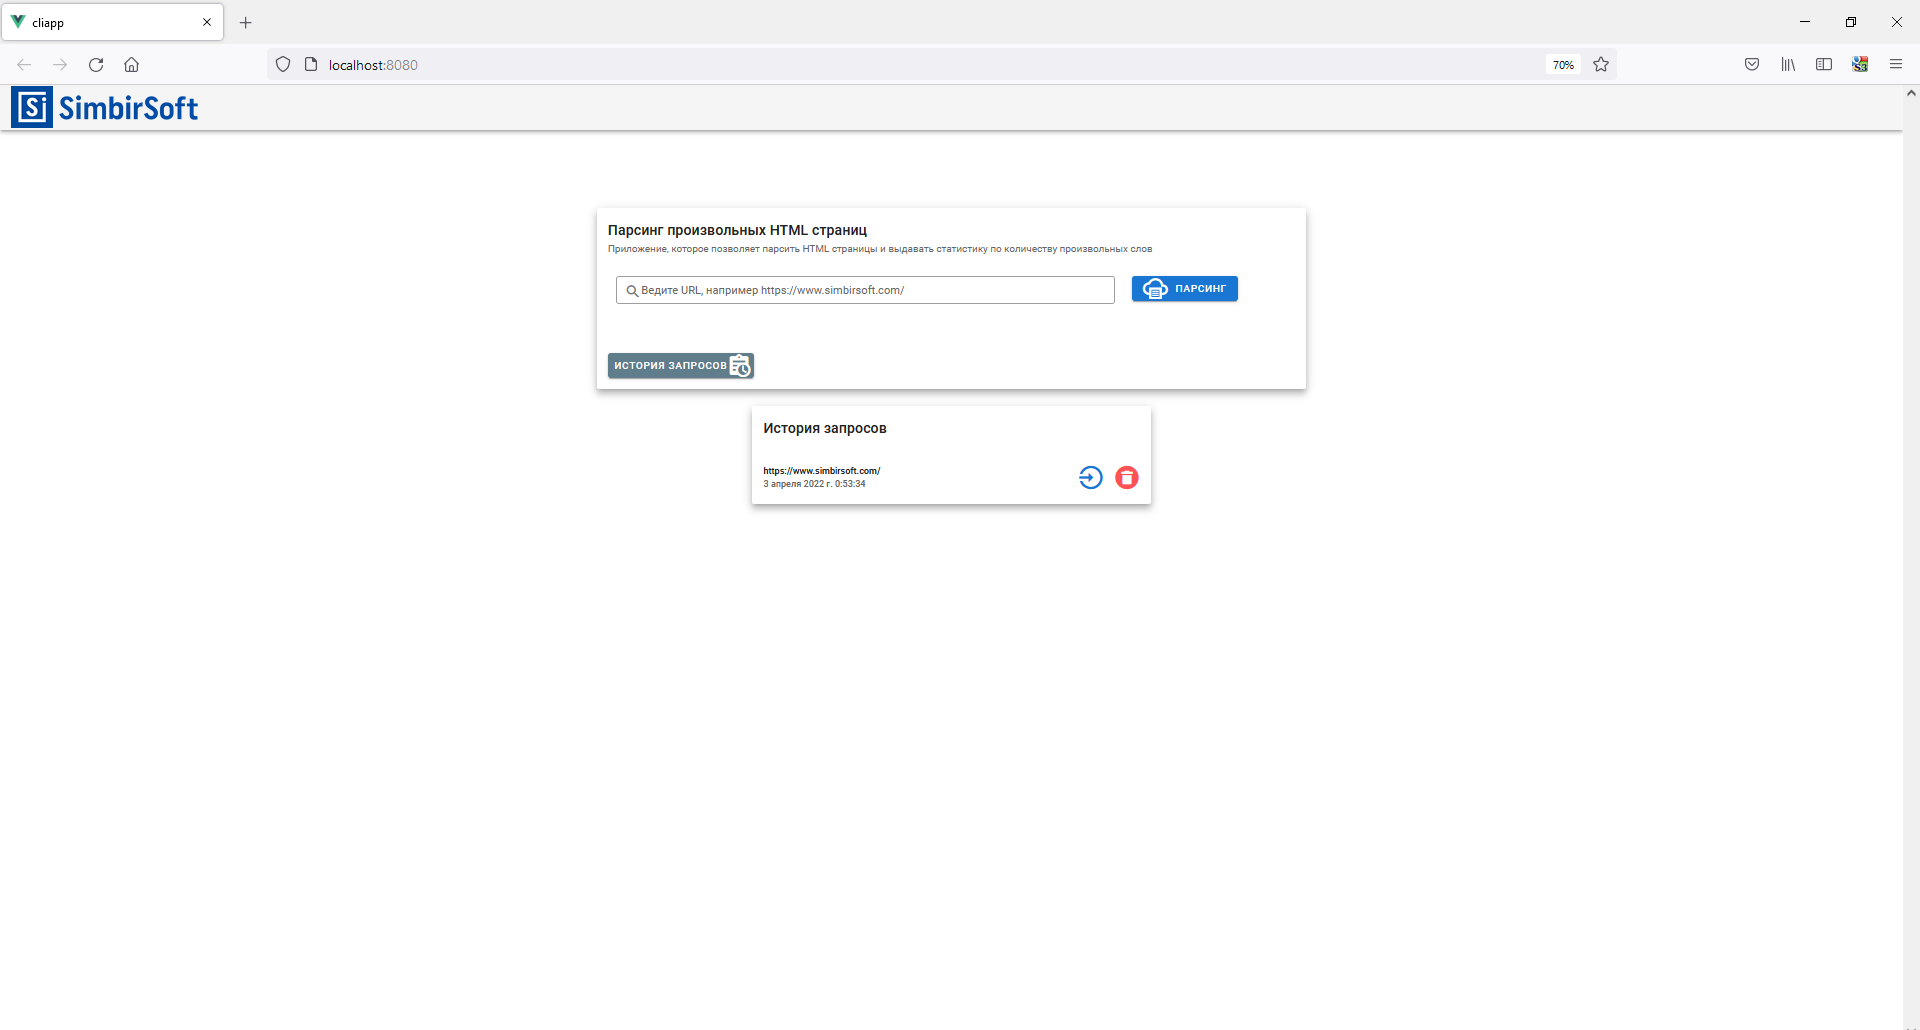 cliapp
localhost:8080
70%
S3
Si SimbirSoft
Парсинг произвольных HTML страниц
Приложение, которое позволяет парсить HTML страницы и выдавать статистику по количеству произвольных слов
Ведите URL, например https://www.simbirsoft.com/
ПАРСИНГ
ИСТОРИЯ ЗАПРОСОВ
История запросов
https://www.simbirsoft.com/
3 апреля 2022 г. 0:53:34